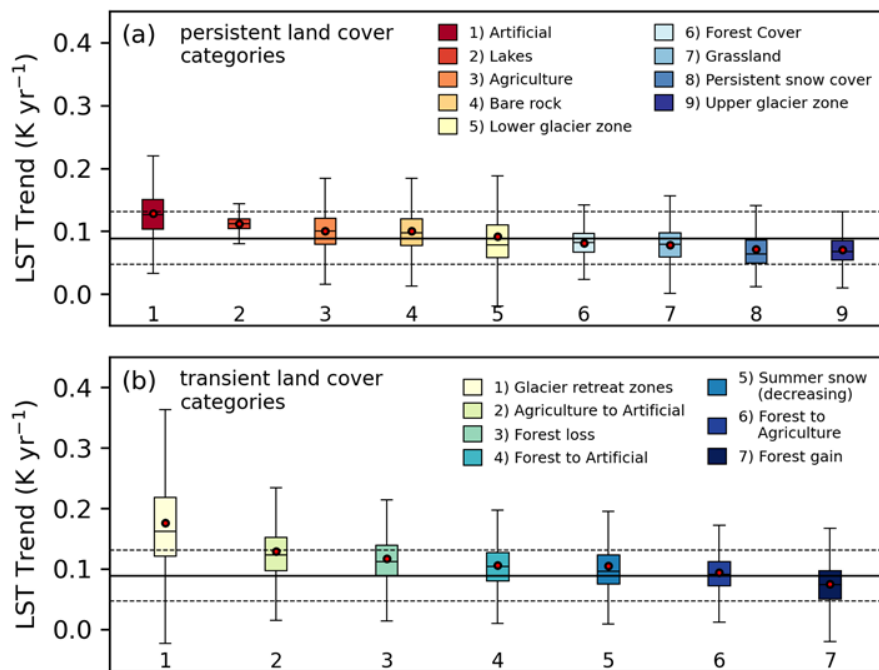 (a) persistent land cover
categories
1) Artificial
2) Lakes
3) Agriculture
4) Bare rock
5) Lower glacier zone
6) Forest Cover
7) Grassland
8) Persistent snow cover
9) Upper glacier zone
LST Trend (K yr⁻¹)
0.4
0.3
0.2
0.1
0.0
1 2 3 4 5 6 7 8 9
(b) transient land cover
categories
1) Glacier retreat zones
2) Agriculture to Artificial
3) Forest loss
4) Forest to Artificial
5) Summer snow
(decreasing)
6) Forest to
Agriculture
7) Forest gain
LST Trend (K yr⁻¹)
0.4
0.3
0.2
0.1
0.0
1 2 3 4 5 6 7